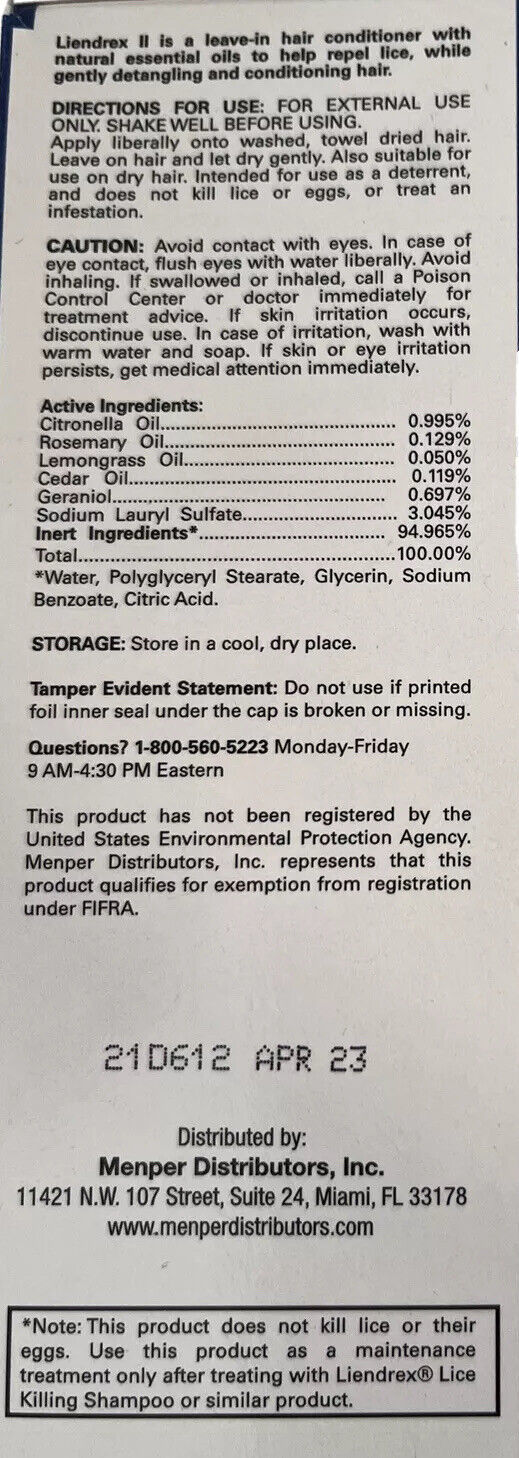 Liendrex II is a leave-in hair conditioner with
natural essential oils to help repel lice, while
gently detangling and conditioning hair.
DIRECTIONS FOR USE: FOR EXTERNAL USE
ONLY. SHAKE WELL BEFORE USING.
Apply liberally onto washed, towel dried hair.
Leave on hair and let dry gently. Also suitable for
use on dry hair. Intended for use as a deterrent,
and does not kill lice or eggs, or treat an
infestation.
CAUTION: Avoid contact with eyes. In case of
eye contact, flush eyes with water liberally. Avoid
inhaling. If swallowed or inhaled, call a Poison
Control Center or doctor immediately for
treatment advice. If skin irritation occurs,
discontinue use. In case of irritation, wash with
warm water and soap. If skin or eye irritation
persists, get medical attention immediately.
Active Ingredients:
Citronella Oil............................................. 0.995%
Rosemary Oil............................................ 0.129%
Lemongrass Oil........................................ 0.050%
Cedar Oil................................................... 0.119%
Geraniol.................................................... 0.697%
Sodium Lauryl Sulfate............................. 3.045%
Inert Ingredients*................................... 94.965%
Total.............................................................100.00%
*Water, Polyglyceryl Stearate, Glycerin, Sodium
Benzoate, Citric Acid.
STORAGE: Store in a cool, dry place.
Tamper Evident Statement: Do not use if printed
foil inner seal under the cap is broken or missing.
Questions? 1-800-560-5223 Monday-Friday
9 AM-4:30 PM Eastern
This product has not been registered by the
United States Environmental Protection Agency.
Menper Distributors, Inc. represents that this
product qualifies for exemption from registration
under FIFRA.
21D612 APR 23
Distributed by:
Menper Distributors, Inc.
11421 N.W. 107 Street, Suite 24, Miami, FL 33178
www.menperdistributors.com
*Note: This product does not kill lice or their
eggs. Use this product as a maintenance
treatment only after treating with Liendrex® Lice
Killing Shampoo or similar product.